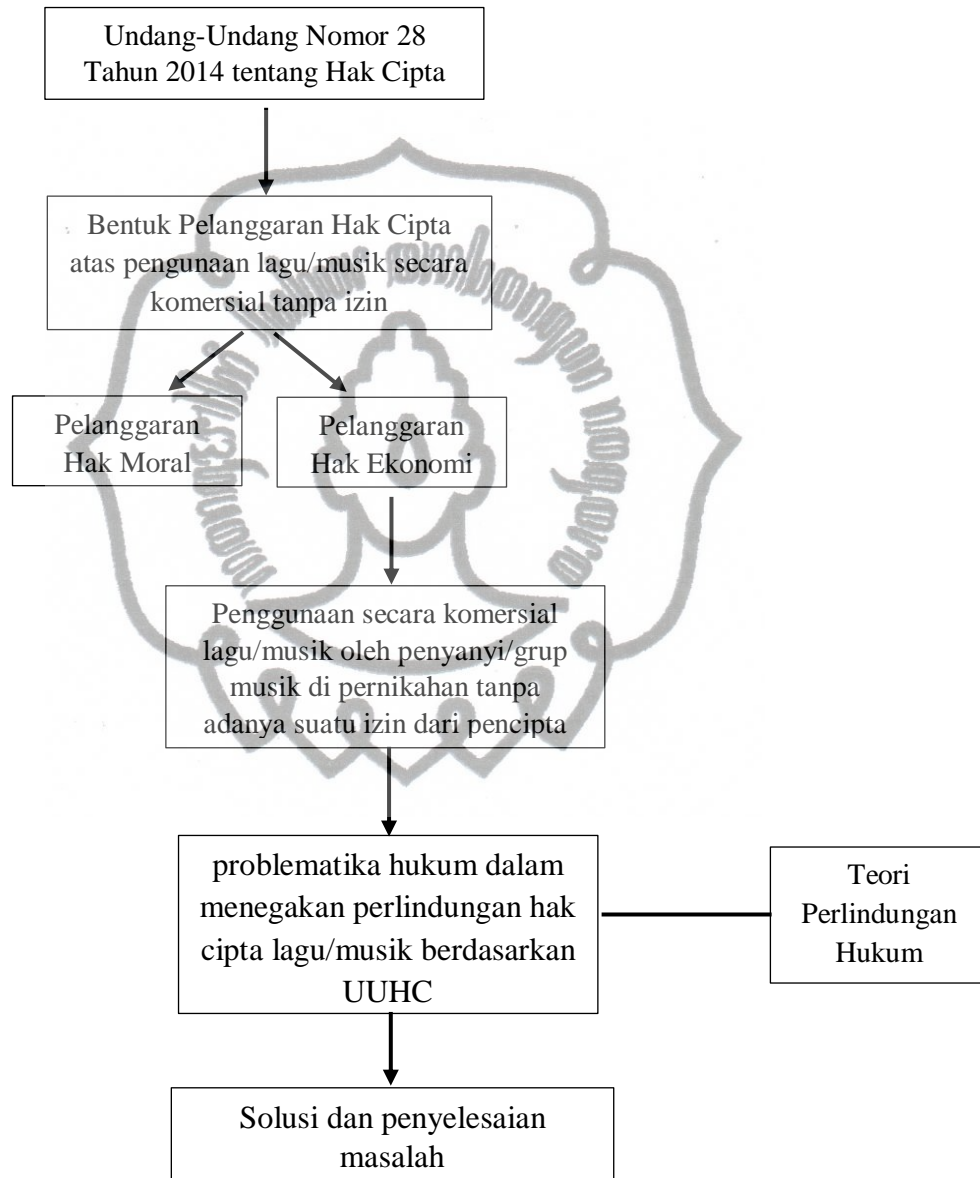 Undang-Undang Nomor 28
Tahun 2014 tentang Hak Cipta
Bentuk Pelanggaran Hak Cipta
atas pengunaan lagu/musik secara
komersial tanpa izin
Pelanggaran
Hak Moral
Pelanggaran
Hak Ekonomi
Penggunaan secara komersial
lagu/musik oleh penyanyi/grup
musik di pernikahan tanpa
adanya suatu izin dari pencipta
problematika hukum dalam
menegakan perlindungan hak
cipta lagu/musik berdasarkan
UUHC
Teori
Perlindungan
Hukum
Solusi dan penyelesaian
masalah